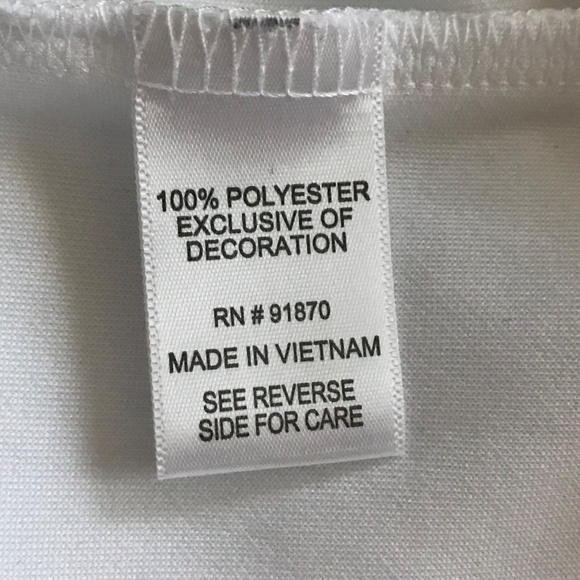 100% POLYESTER
EXCLUSIVE OF
DECORATION
RN # 91870
MADE IN VIETNAM
SEE REVERSE
SIDE FOR CARE